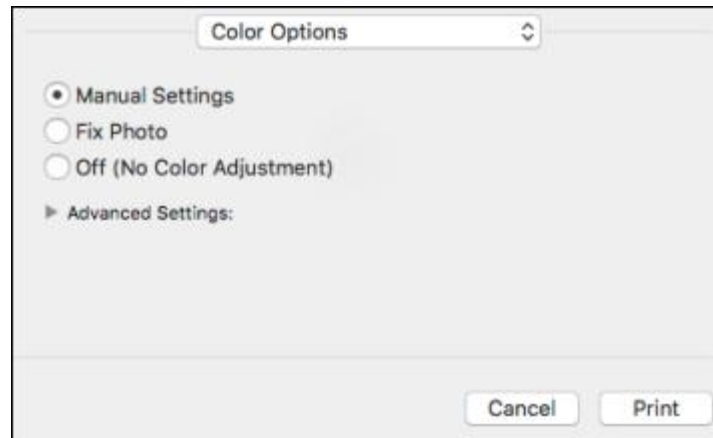 Color Options
Manual Settings
Fix Photo
Off (No Color Adjustment)
Advanced Settings:
Cancel Print